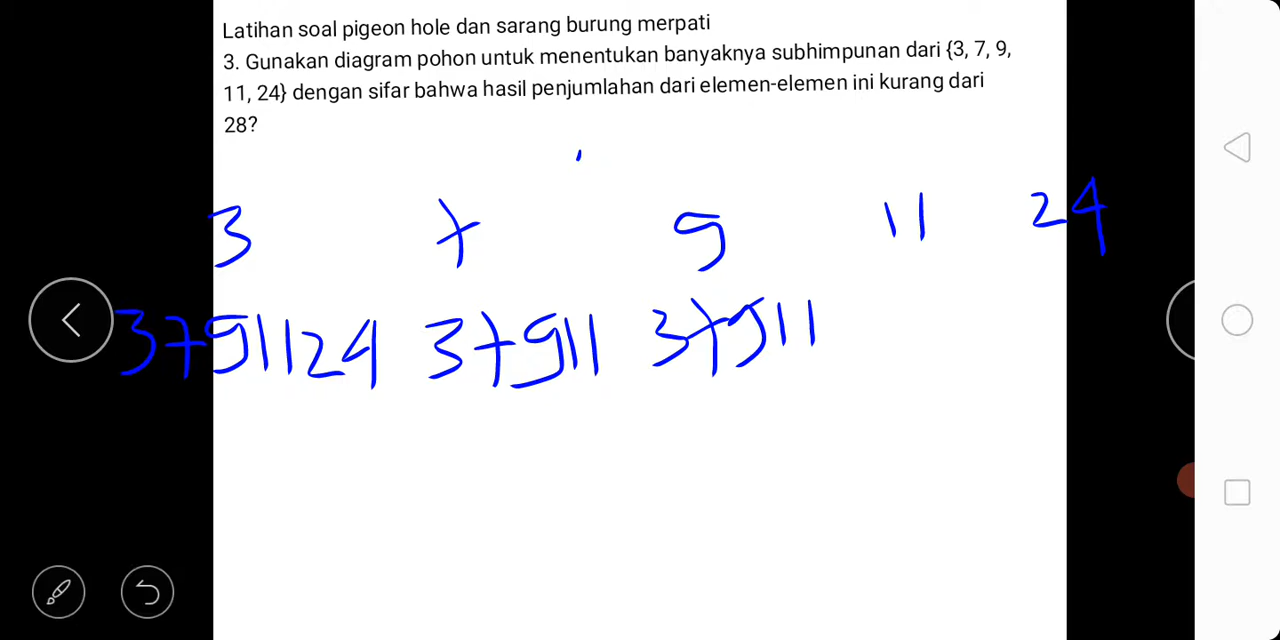 Latihan soal pigeon hole dan sarang burung merpati
3. Gunakan diagram pohon untuk menentukan banyaknya subhimpunan dari {3, 7, 9,
11, 24} dengan sifar bahwa hasil penjumlahan dari elemen-elemen ini kurang dari
28?
3 7 9 11 24
3791124 37911 37911